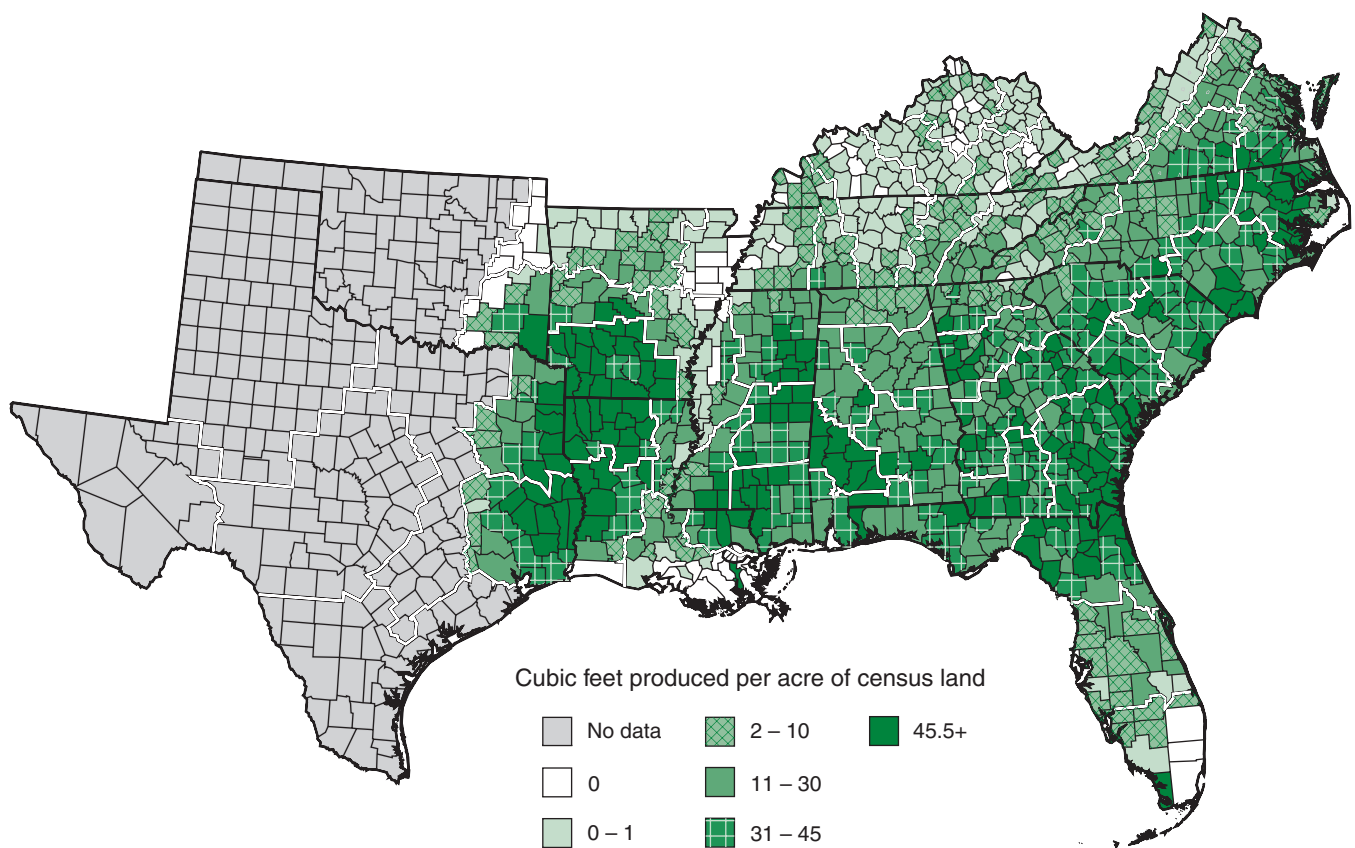 Cubic feet produced per acre of census land
No data
0
0 – 1
2 – 10
11 – 30
31 – 45
45.5+